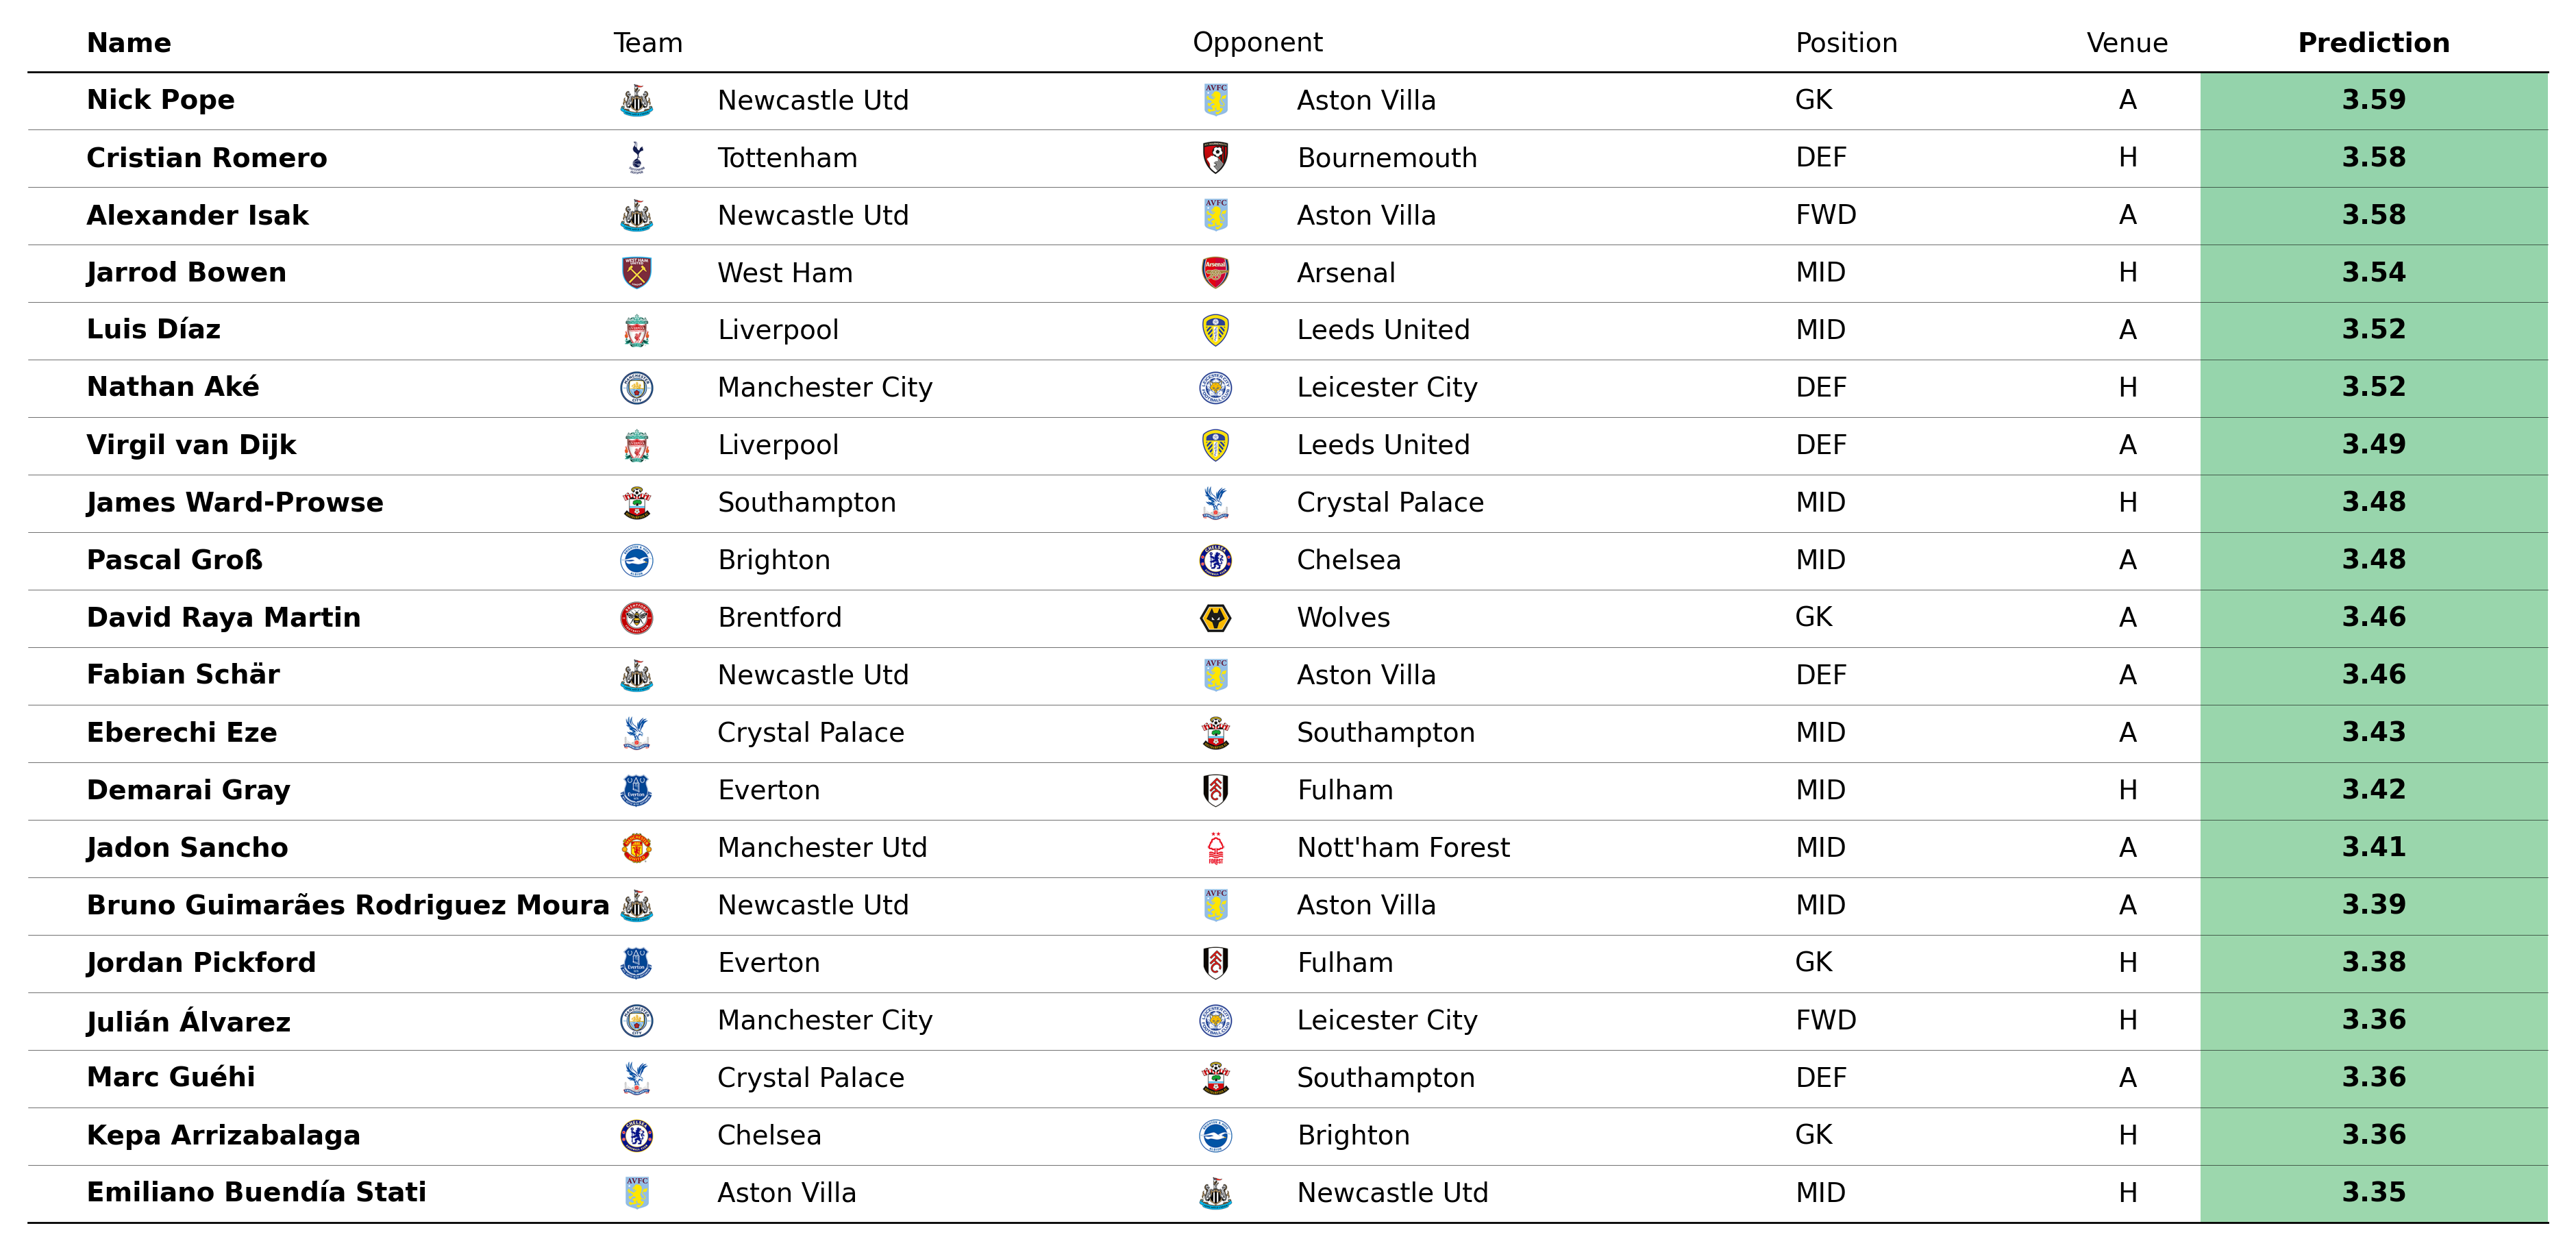 Name Team Opponent Position Venue Prediction
Nick Pope Newcastle Utd Aston Villa GK A 3.59
Cristian Romero Tottenham Bournemouth DEF H 3.58
Alexander Isak Newcastle Utd Aston Villa FWD A 3.58
Jarrod Bowen West Ham Arsenal MID H 3.54
Luis Díaz Liverpool Leeds United MID A 3.52
Nathan Aké Manchester City Leicester City DEF H 3.52
Virgil van Dijk Liverpool Leeds United DEF A 3.49
James Ward-Prowse Southampton Crystal Palace MID H 3.48
Pascal Groß Brighton Chelsea MID A 3.48
David Raya Martin Brentford Wolves GK A 3.46
Fabian Schär Newcastle Utd Aston Villa DEF A 3.46
Eberechi Eze Crystal Palace Southampton MID A 3.43
Demarai Gray Everton Fulham MID H 3.42
Jadon Sancho Manchester Utd Nott'ham Forest MID A 3.41
Bruno Guimarães Rodriguez Moura Newcastle Utd Aston Villa MID A 3.39
Jordan Pickford Everton Fulham GK H 3.38
Julián Álvarez Manchester City Leicester City FWD H 3.36
Marc Guéhi Crystal Palace Southampton DEF A 3.36
Kepa Arrizabalaga Chelsea Brighton GK H 3.36
Emiliano Buendía Stati Aston Villa Newcastle Utd MID H 3.35